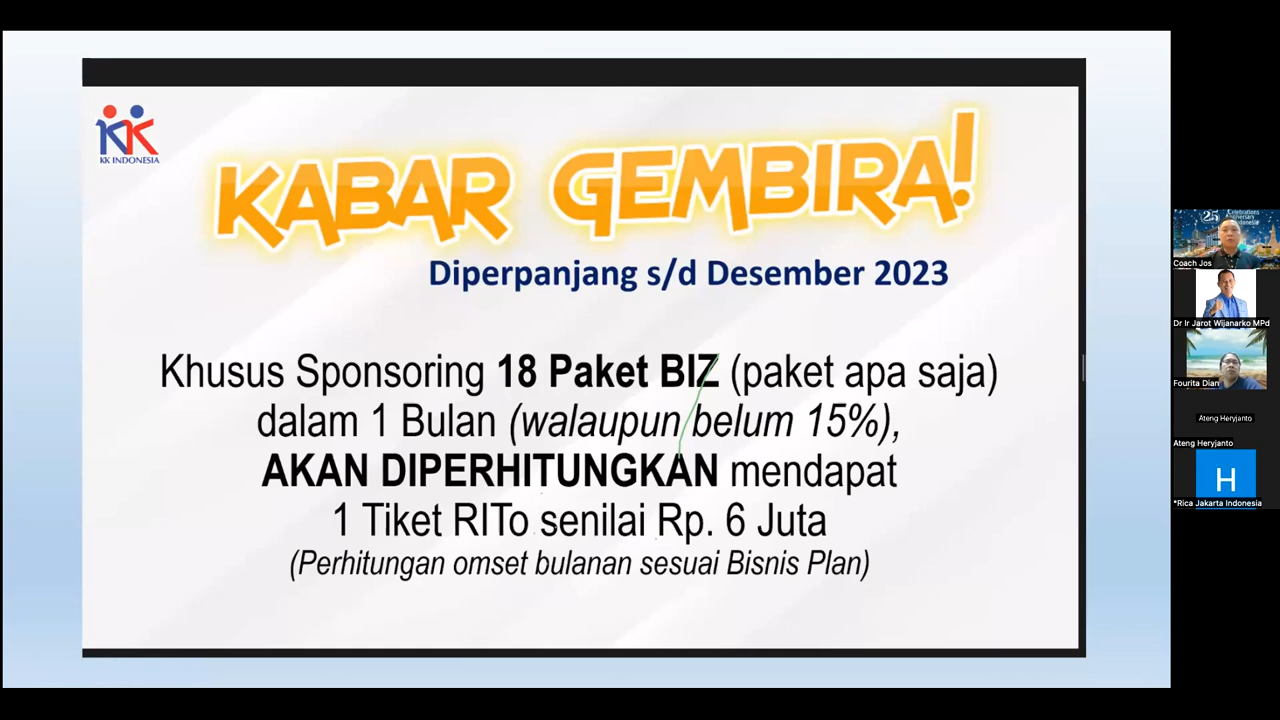 KK INDONESIA
KABAR GEMBIRA!
Diperpanjang s/d Desember 2023
Khusus Sponsoring 18 Paket BIZ (paket apa saja)
dalam 1 Bulan (walaupun belum 15%),
AKAN DIPERHITUNGKAN mendapat
1 Tiket RITo senilai Rp. 6 Juta
(Perhitungan omset bulanan sesuai Bisnis Plan)
25
Celebrations
Coach Jos
Dr Ir Jarot Wijanarko MPd
Fourita Dian
Ateng Heryjanto
Ateng Heryjanto
H
*Rica Jakarta Indonesia